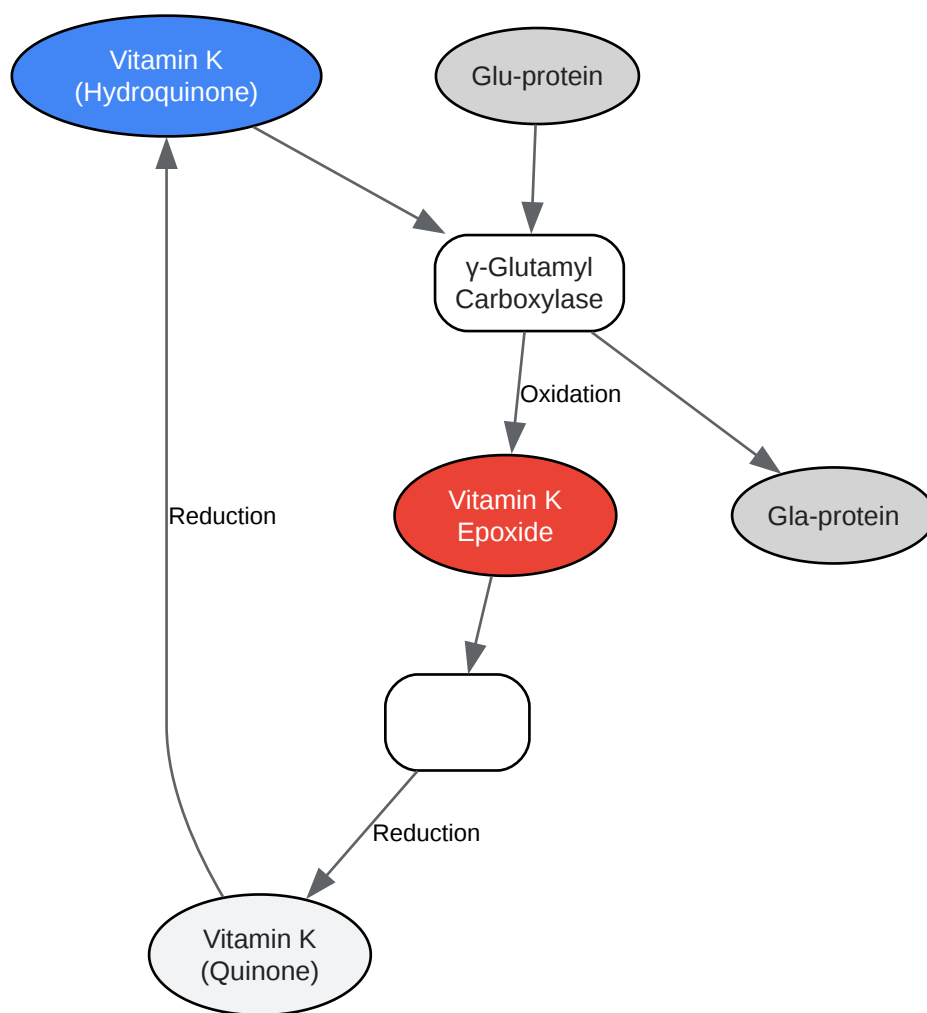 Vitamin K
(Hydroquinone)
Glu-protein
γ-Glutamyl
Carboxylase
Oxidation
Vitamin K
Epoxide
Gla-protein
Reduction
Reduction
Vitamin K
(Quinone)